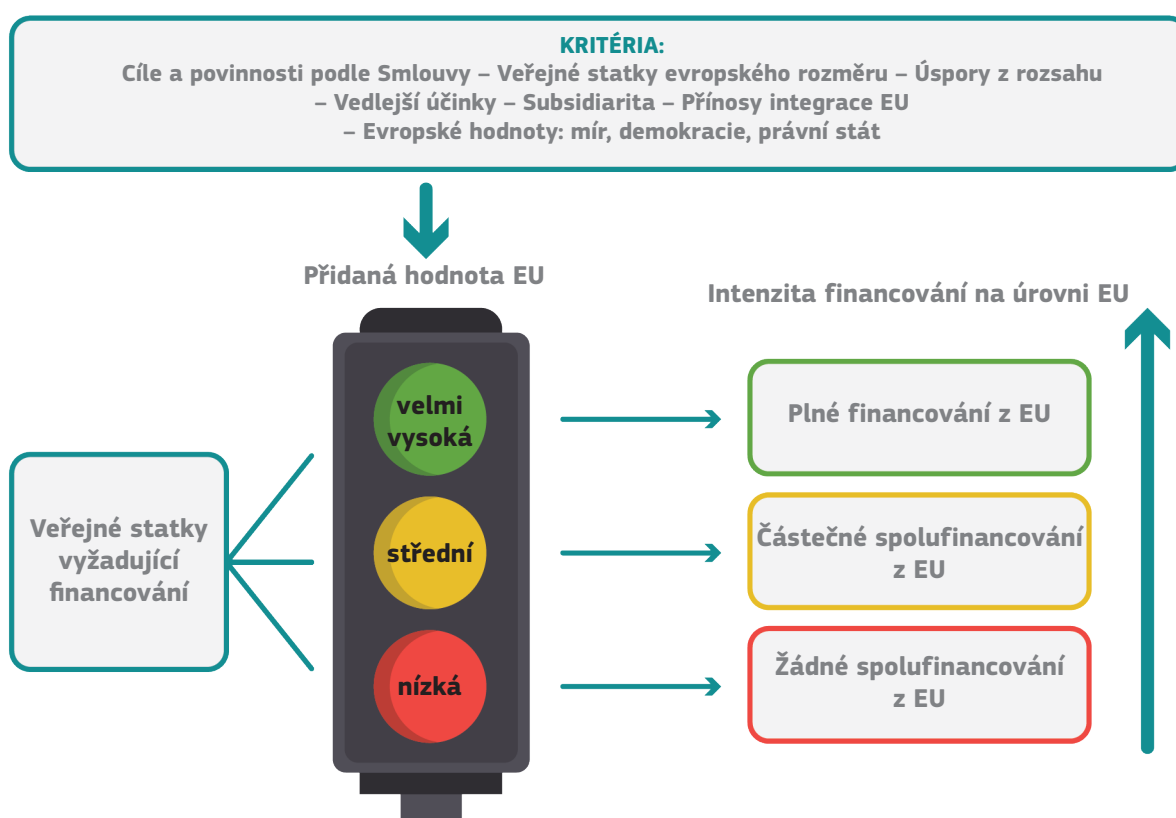 KRITÉRIA:
Cíle a povinnosti podle Smlouvy – Veřejné statky evropského rozměru – Úspory z rozsahu
– Vedlejší účinky – Subsidiarita – Přínosy integrace EU
– Evropské hodnoty: mír, demokracie, právní stát
Přidaná hodnota EU
Intenzita financování na úrovni EU
Veřejné statky
vyžadující
financování
velmi
vysoká
Plné financování z EU
střední
Částečné spolufinancování
z EU
nízká
Žádné spolufinancování
z EU